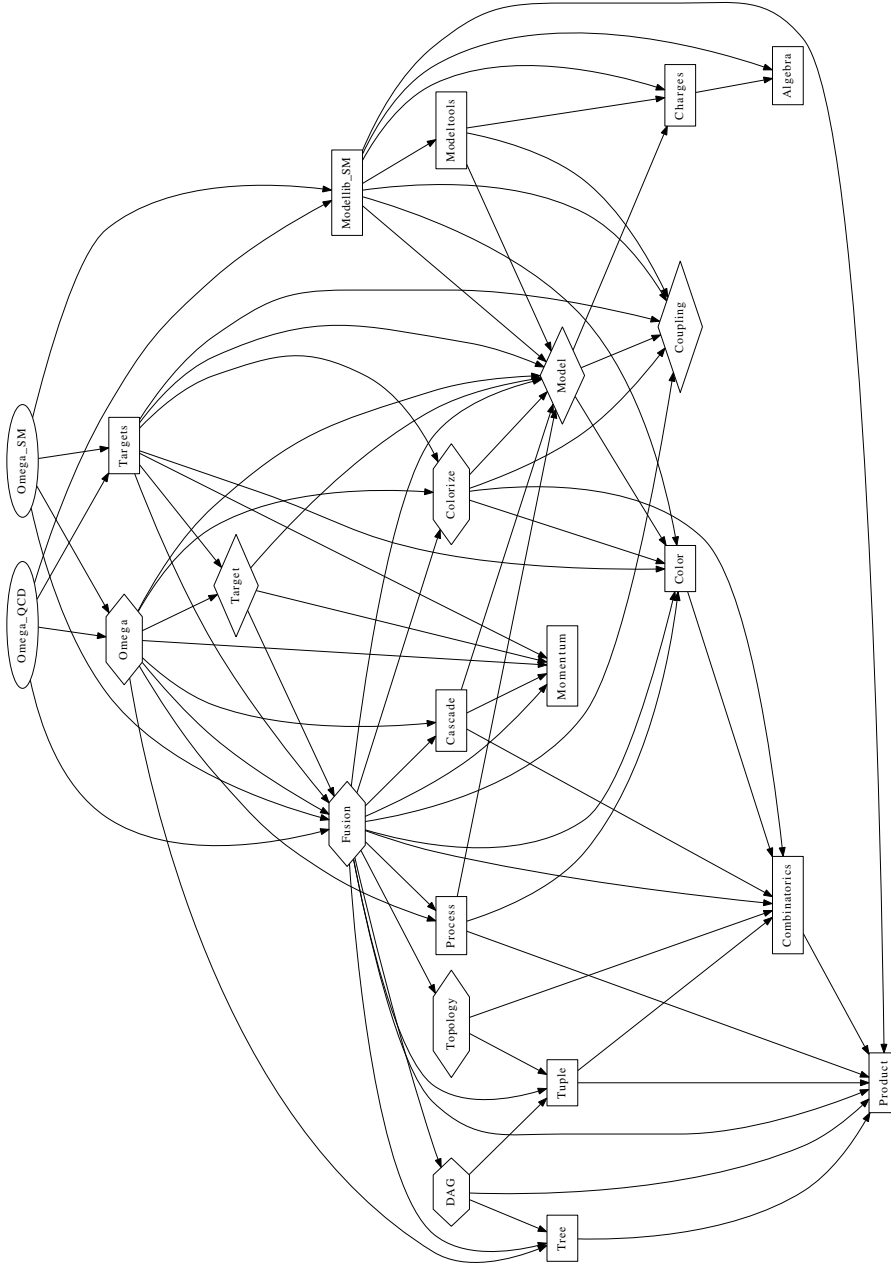 Omega_SM
Omega_QCD
Targets
Omega
Target
Modellib_SM
Fusion
Modeltools
Colorize
Cascade
Process
Topology
DAG
Model
Momentum
Tuple
Tree
Charges
Coupling
Color
Algebra
Combinatorics
Product